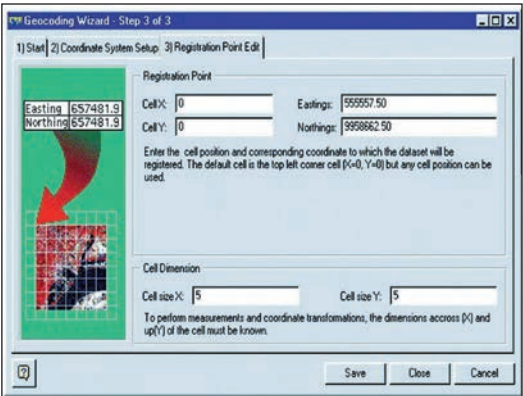 Geocoding Wizard - Step 3 of 3
1) Start 2) Coordinate System Setup 3) Registration Point Edit
Easting 657481.9
Northing 657481.9
Registration Point
Cell X: 0 Eastings: 555557.50
Cell Y: 0 Northings: 9958662.50
Enter the cell position and corresponding coordinate to which the dataset will be
registered. The default cell is the top left corner cell (X=0, Y=0) but any cell position can be
used.
Cell Dimension
Cell size X: 5 Cell size Y: 5
To perform measurements and coordinate transformations, the dimensions accross (X) and
up(Y) of the cell must be known.
Save Close Cancel